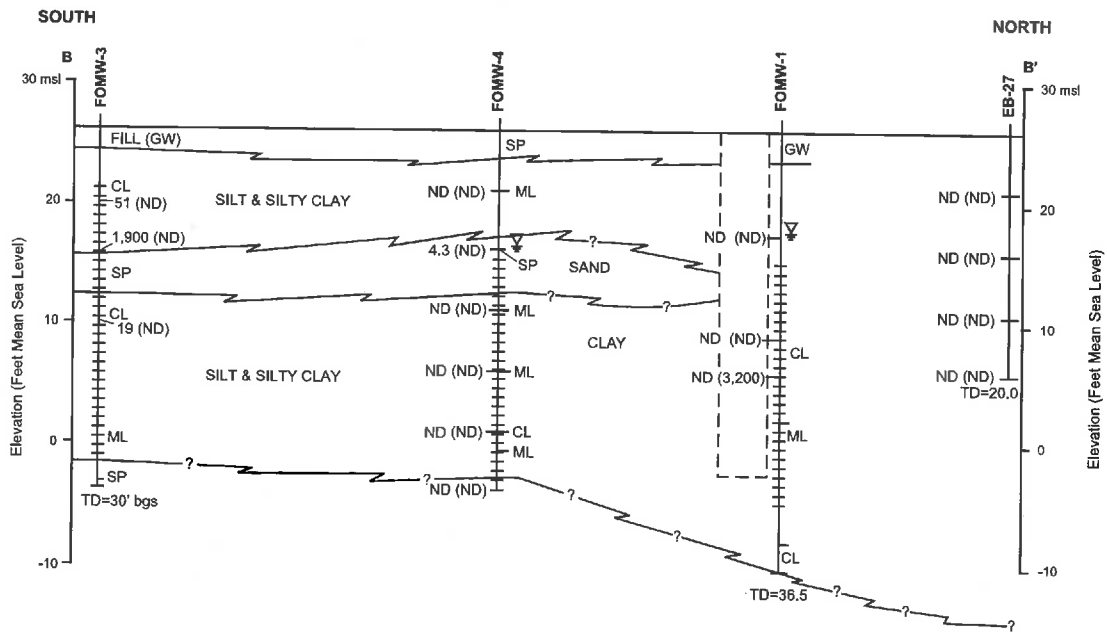 SOUTH
NORTH
B
FOMW-3
FOMW-4
FOMW-1
B'
EB-27
30 msl
30 msl
FILL (GW)
SP
GW
CL
51 (ND)
SILT & SILTY CLAY
ND (ND)
ML
ND (ND)
20
20
1,900 (ND)
4.3 (ND)
SP
?
ND (ND)
ND (ND)
SP
SAND
CL
19 (ND)
ND (ND)
ML
?
?
ND (ND)
10
10
CLAY
ND (ND)
CL
SILT & SILTY CLAY
ND (ND)
ML
ND (3,200)
ND (ND)
TD=20.0
ML
ND (ND)
CL
ML
ML
0
0
?
?
SP
ND (ND)
?
TD=30' bgs
?
CL
-10
-10
TD=36.5
?
?
?
Elevation (Feet Mean Sea Level)
Elevation (Feet Mean Sea Level)